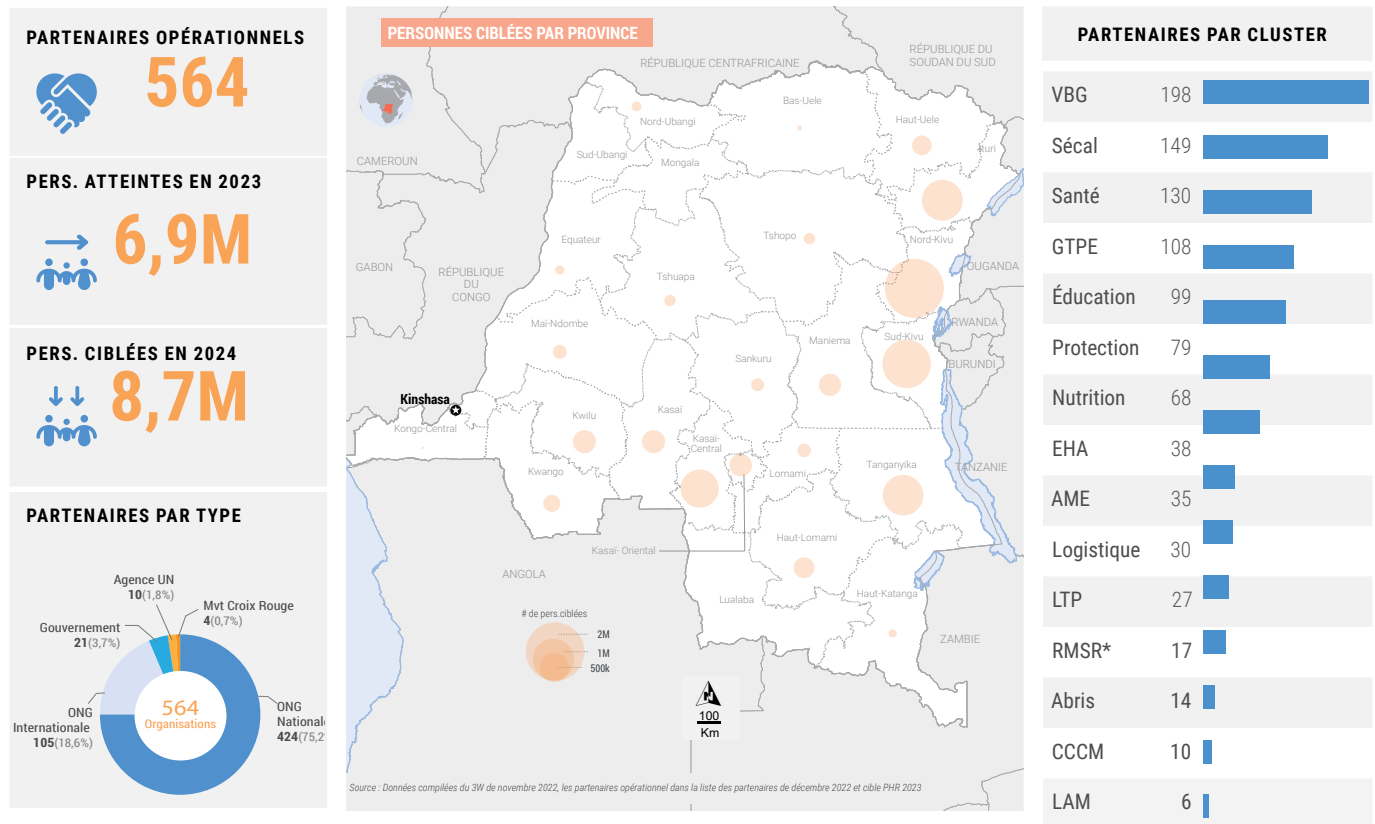 PARTENAIRES OPÉRATIONNELS
564
PERS. ATTEINTES EN 2023
6,9M
PERS. CIBLÉES EN 2024
8,7M
PARTENAIRES PAR TYPE
Agence UN
10(1,8%)
Mvt Croix Rouge
4(0,7%)
Gouvernement
21(3,7%)
ONG
Internationale
105(18,6%)
564
Organisations
ONG
Nationale
424(75,2
PERSONNES CIBLÉES PAR PROVINCE
RÉPUBLIQUE CENTRAFRICAINE
RÉPUBLIQUE DU
SOUDAN DU SUD
CAMEROUN
GABON
RÉPUBLIQUE
DU
CONGO
OUGANDA
RWANDA
BURUNDI
TANZANIE
ZAMBIE
ANGOLA
Nord-Ubangi
Bas-Uele
Haut-Uele
Ituri
Sud-Ubangi
Mongala
Equateur
Tshopo
Nord-Kivu
Tshuapa
Maï-Ndombe
Sankuru
Maniema
Sud-Kivu
Kinshasa
Kongo-Central
Kwilu
Kasaï
Kasaï-
Central
Kwango
Lomami
Tanganyika
Kasaï- Oriental
Haut-Lomami
Lualaba
Haut-Katanga
# de pers.ciblées
2M
1M
500k
N
100
Km
Source : Données compilées du 3W de novembre 2022, les partenaires opérationnel dans la liste des partenaires de décembre 2022 et cible PHR 2023
PARTENAIRES PAR CLUSTER
VBG 198
Sécal 149
Santé 130
GTPE 108
Éducation 99
Protection 79
Nutrition 68
EHA 38
AME 35
Logistique 30
LTP 27
RMSR* 17
Abris 14
CCCM 10
LAM 6